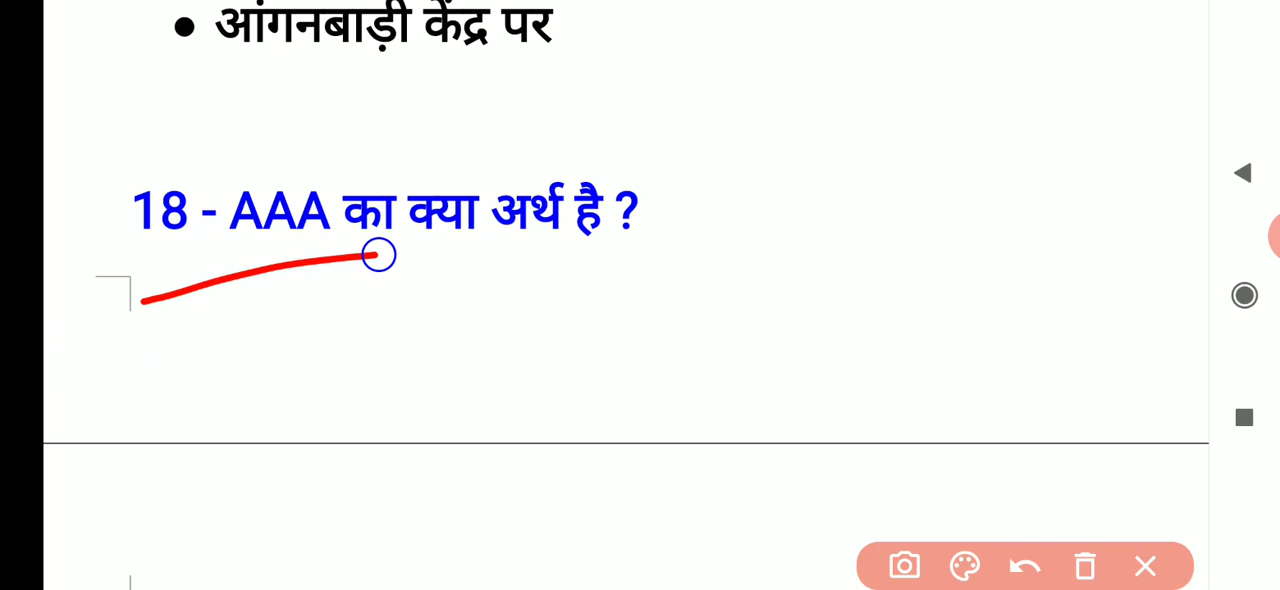 • आंगनबाड़ी केंद्र पर
18 - AAA का क्या अर्थ है ?